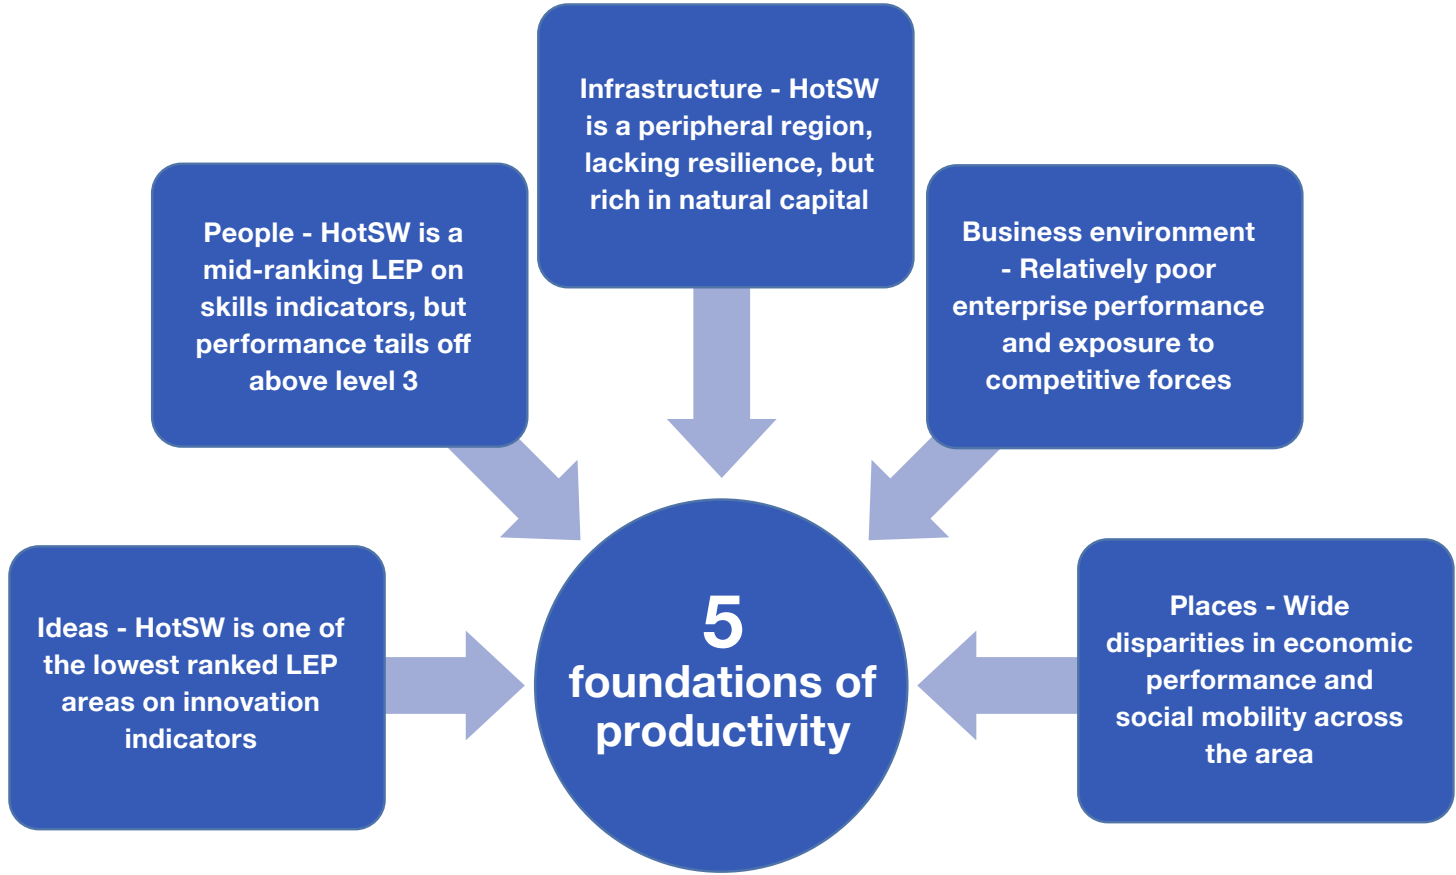 Infrastructure - HotSW
is a peripheral region,
lacking resilience, but
rich in natural capital
People - HotSW is a
mid-ranking LEP on
skills indicators, but
performance tails off
above level 3
Business environment
- Relatively poor
enterprise performance
and exposure to
competitive forces
Ideas - HotSW is one of
the lowest ranked LEP
areas on innovation
indicators
5
foundations of
productivity
Places - Wide
disparities in economic
performance and
social mobility across
the area